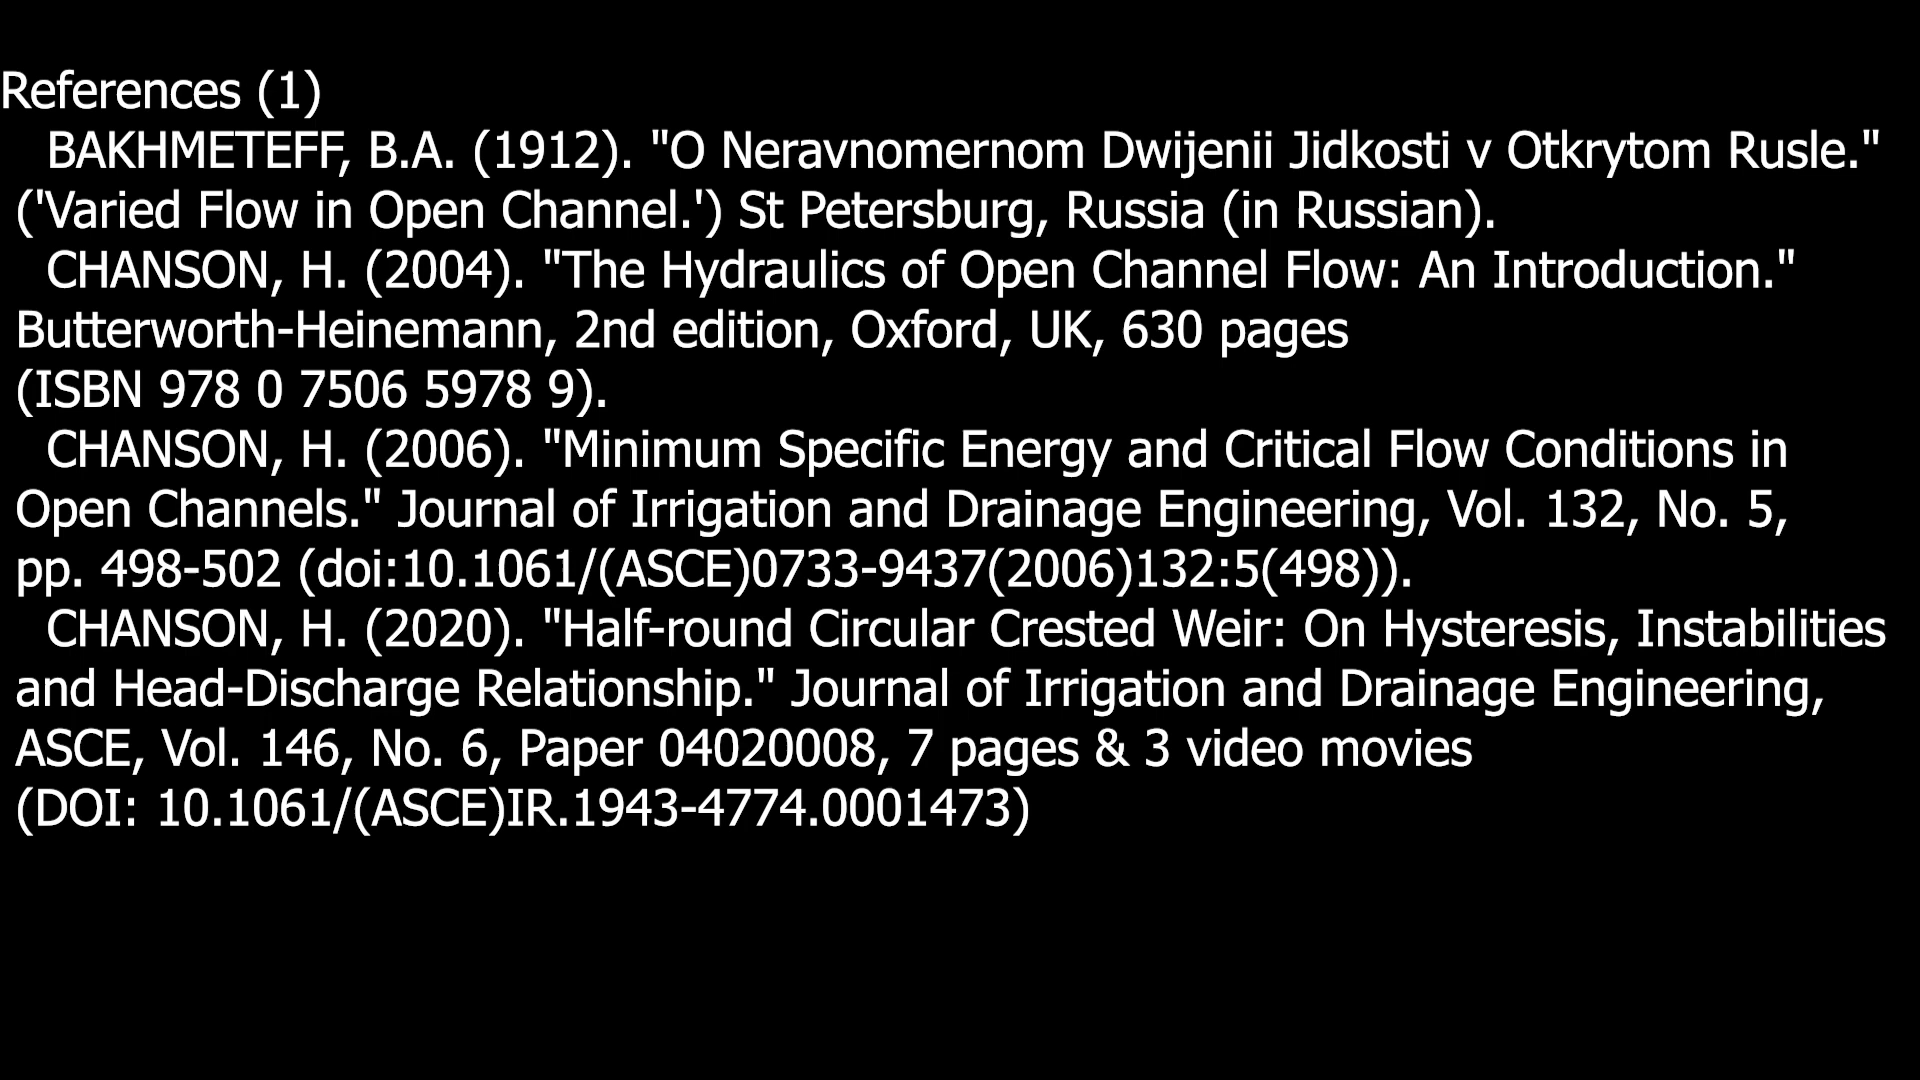 References (1)
BAKHMETEFF, B.A. (1912). "O Neravnomernom Dwijenii Jidkosti v Otkrytom Rusle."
('Varied Flow in Open Channel.') St Petersburg, Russia (in Russian).
CHANSON, H. (2004). "The Hydraulics of Open Channel Flow: An Introduction."
Butterworth-Heinemann, 2nd edition, Oxford, UK, 630 pages
(ISBN 978 0 7506 5978 9).
CHANSON, H. (2006). "Minimum Specific Energy and Critical Flow Conditions in
Open Channels." Journal of Irrigation and Drainage Engineering, Vol. 132, No. 5,
pp. 498-502 (doi:10.1061/(ASCE)0733-9437(2006)132:5(498)).
CHANSON, H. (2020). "Half-round Circular Crested Weir: On Hysteresis, Instabilities
and Head-Discharge Relationship." Journal of Irrigation and Drainage Engineering,
ASCE, Vol. 146, No. 6, Paper 04020008, 7 pages & 3 video movies
(DOI: 10.1061/(ASCE)IR.1943-4774.0001473)